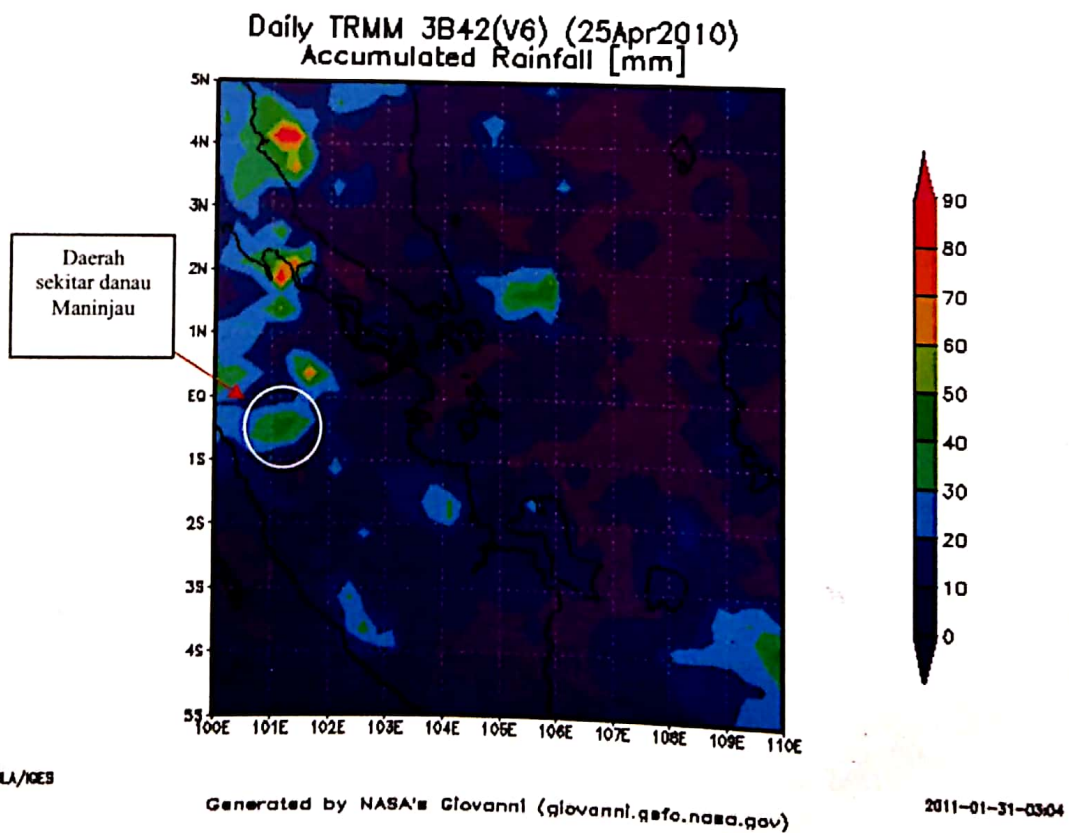 Daily TRMM 3B42(V6) (25Apr2010)
Accumulated Rainfall [mm]
Daerah
sekitar danau
Maninjau
5N
4N
3N
2N
1N
EQ
1S
2S
3S
4S
5S
100E 101E 102E 103E 104E 105E 106E 107E 108E 109E 110E
90
80
70
60
50
40
30
20
10
0
LA/IGES
Generated by NASA's Giovanni (giovanni.gsfc.nasa.gov)
2011-01-31-03:04